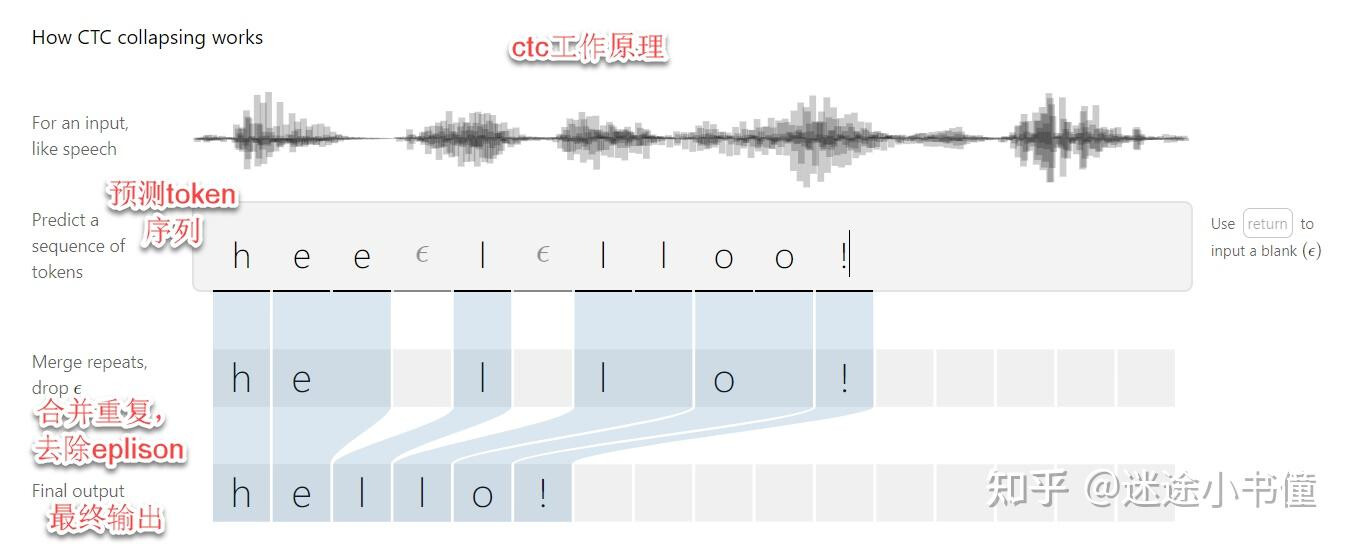 How CTC collapsing works
ctc工作原理
For an input,
like speech
预测token
序列
Predict a
sequence of
tokens
h e e ϵ l ϵ l l o o !
Use return to
input a blank (ϵ)
Merge repeats,
drop ϵ
h e l l o !
合并重复，
去除eplison
Final output
h e l l o !
最终输出
知乎 @迷途小书僮